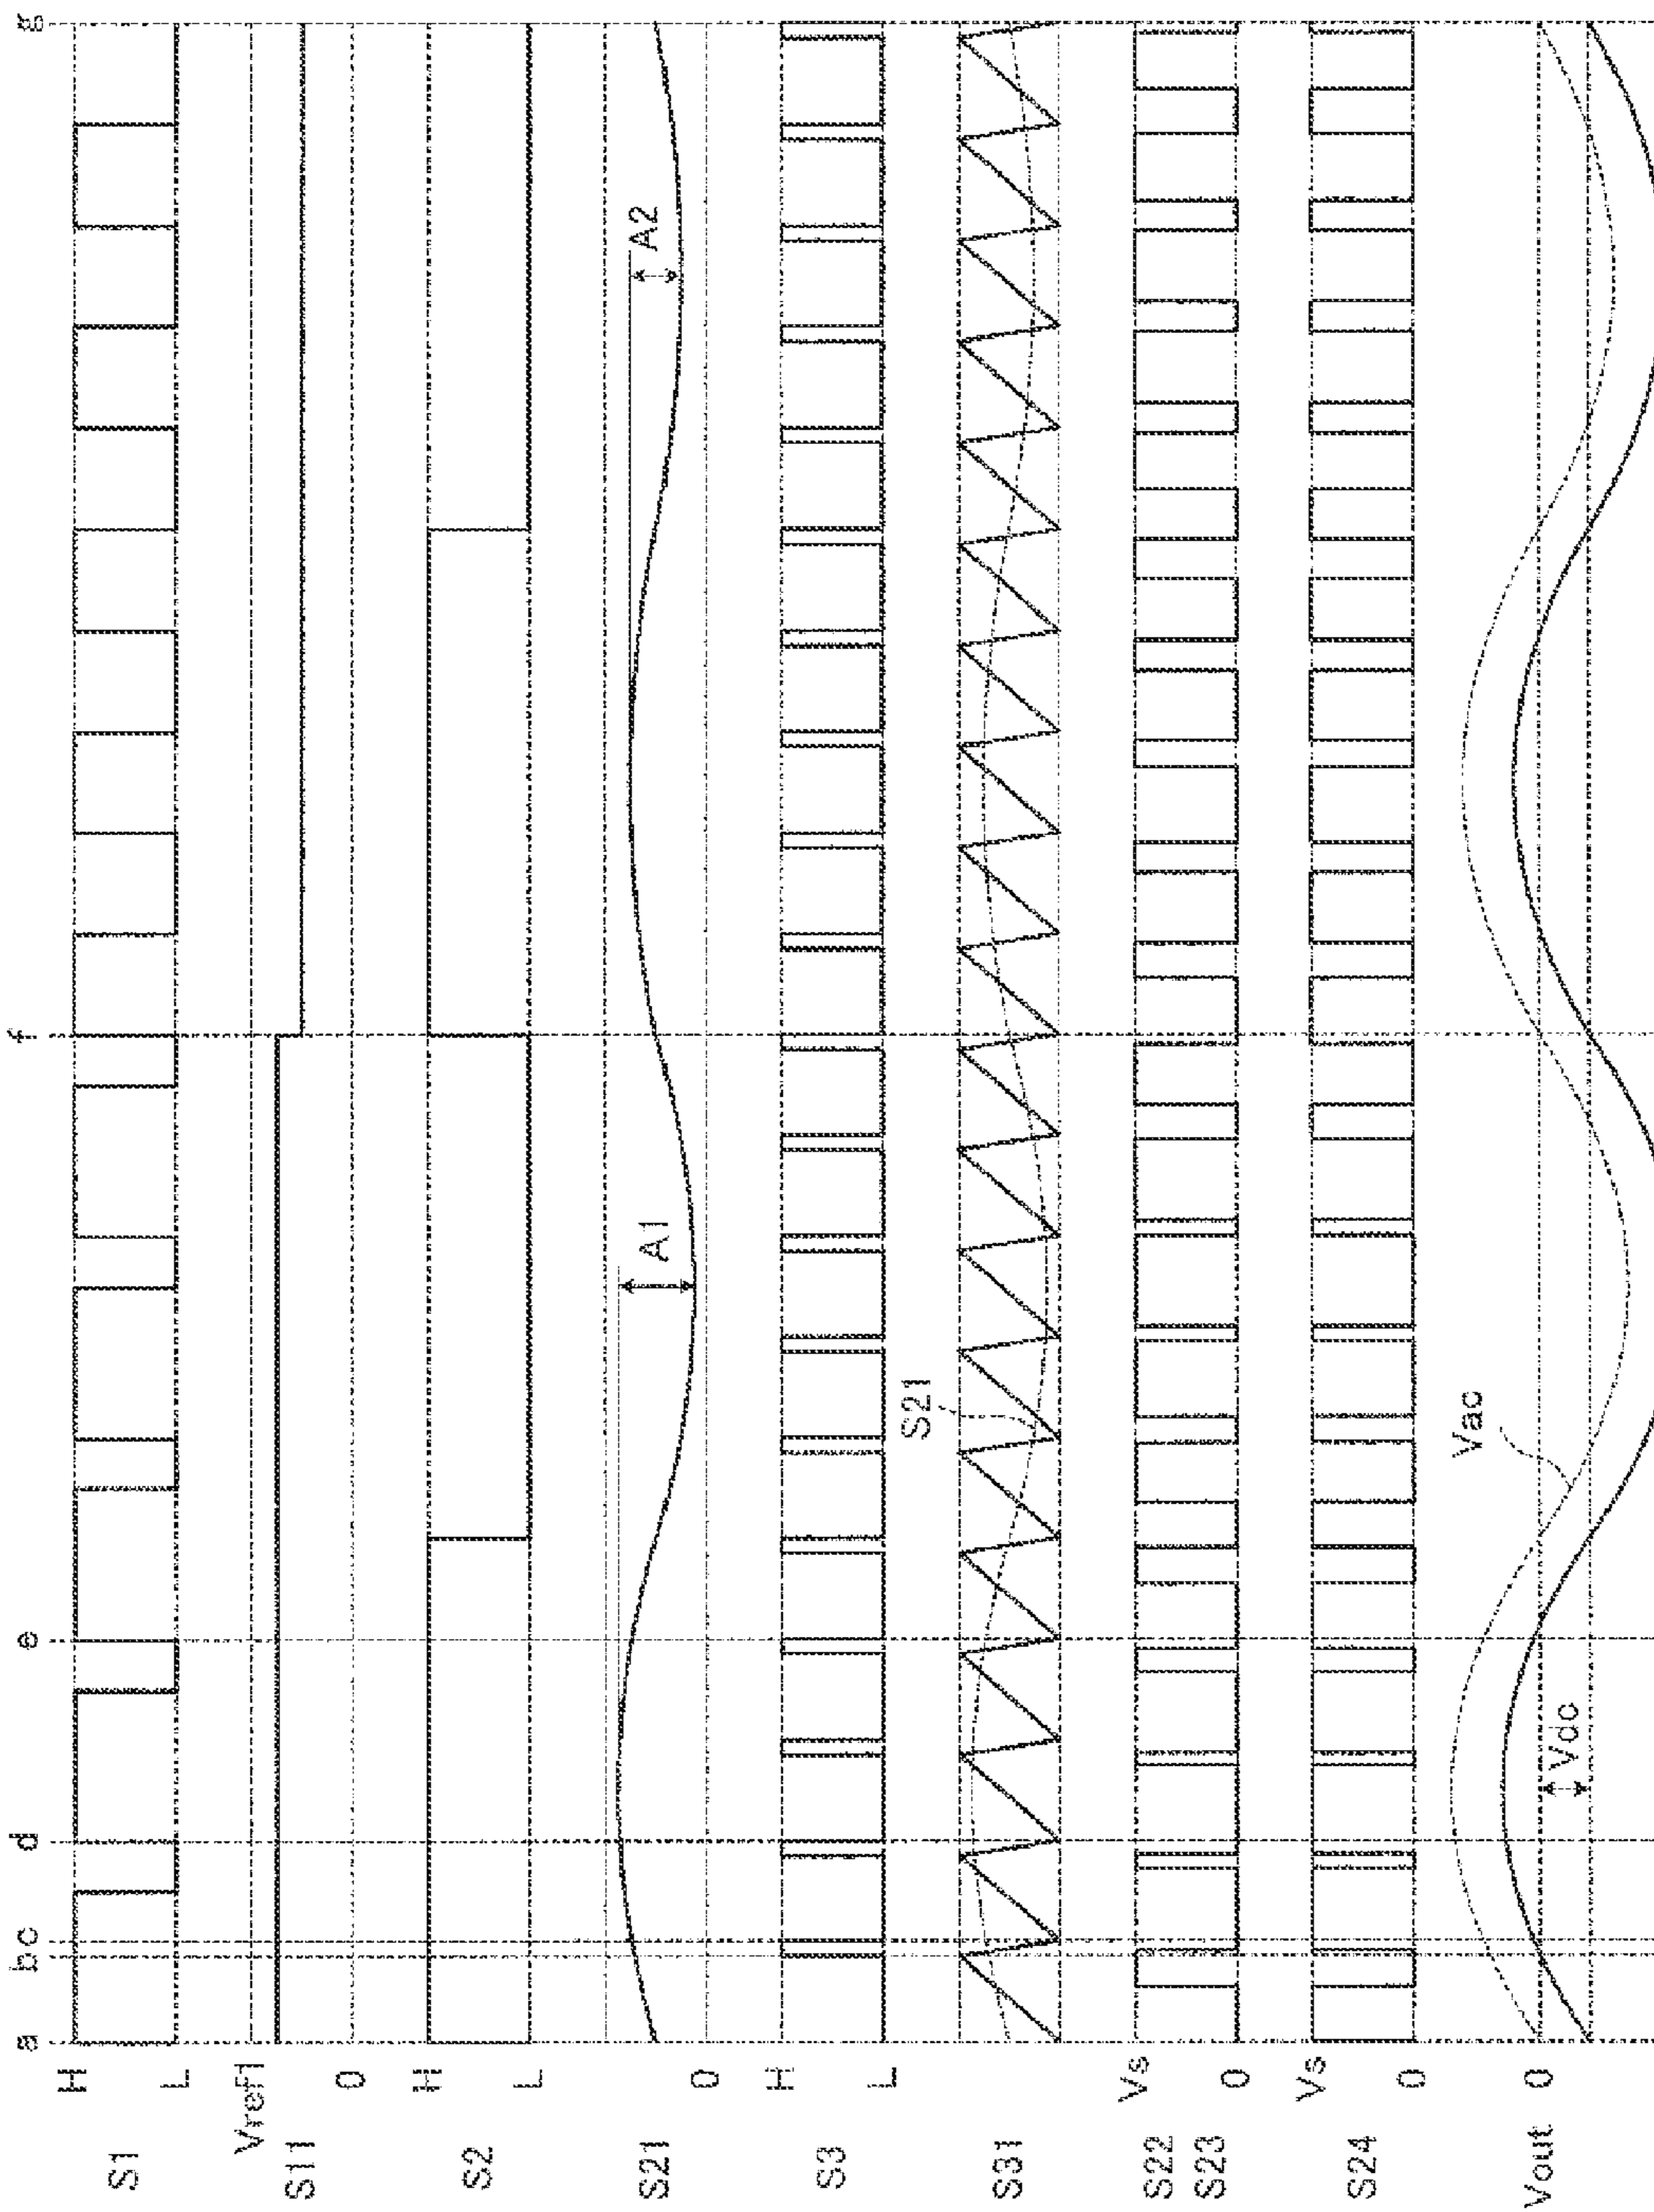 a b c d e f g
S1 H L
S11 Vref1 0
S2 H L
S21 0 A1 A2
S3 H L
S31 S21
S22 S23 Vs 0
S24 Vs 0
Vout 0 Vdc Vac